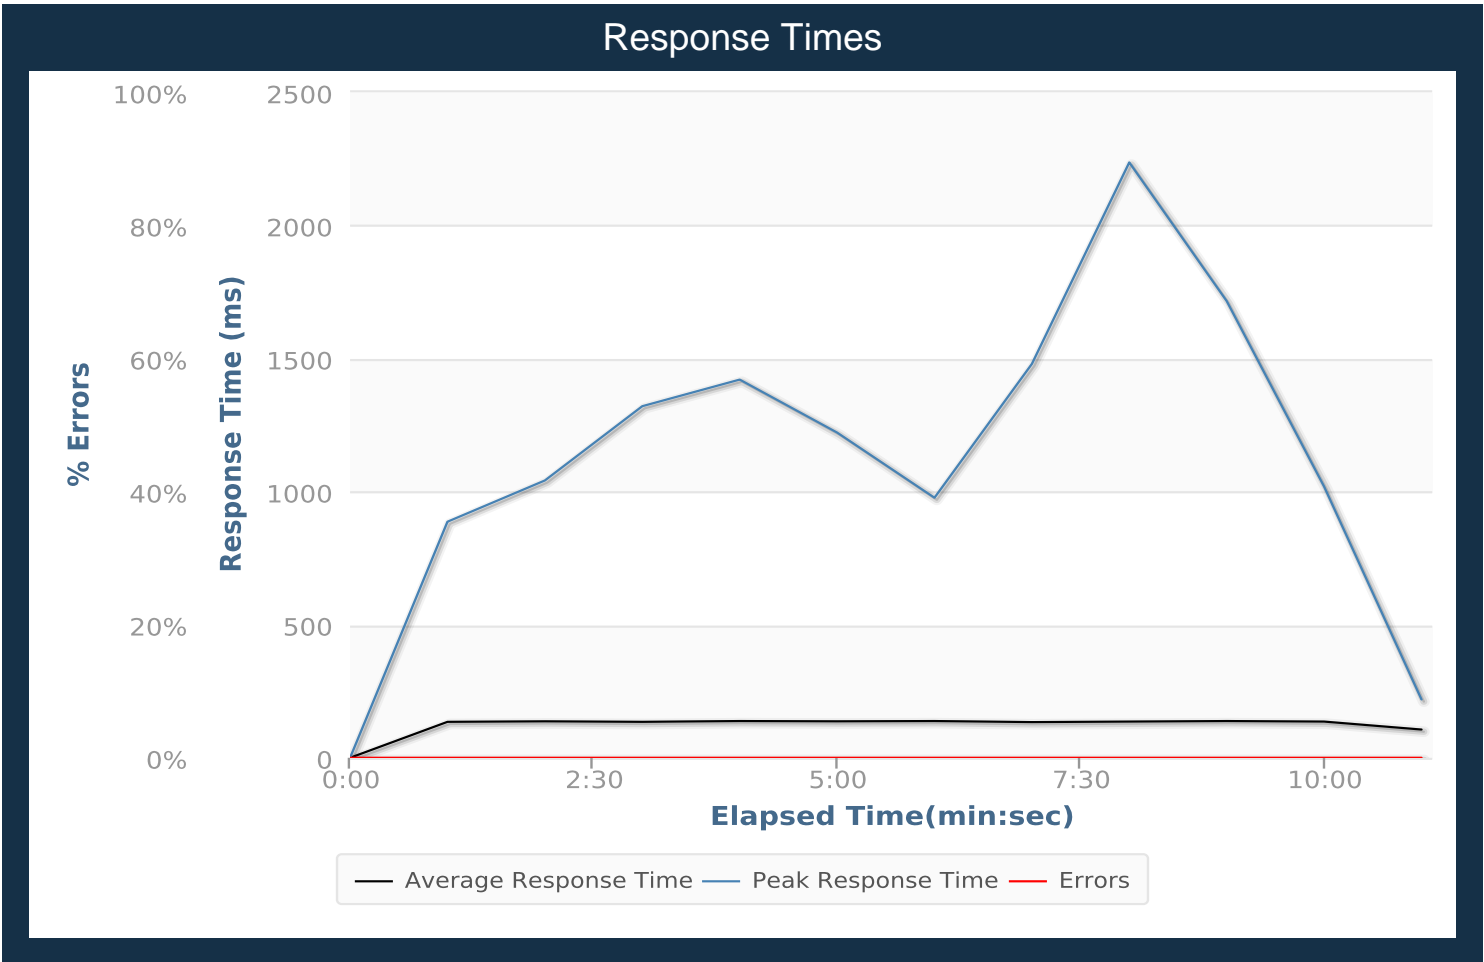 Response Times
100%
80%
60%
40%
20%
0%
% Errors
2500
2000
1500
1000
500
0
Response Time (ms)
0:00 2:30 5:00 7:30 10:00
Elapsed Time(min:sec)
Average Response Time Peak Response Time Errors